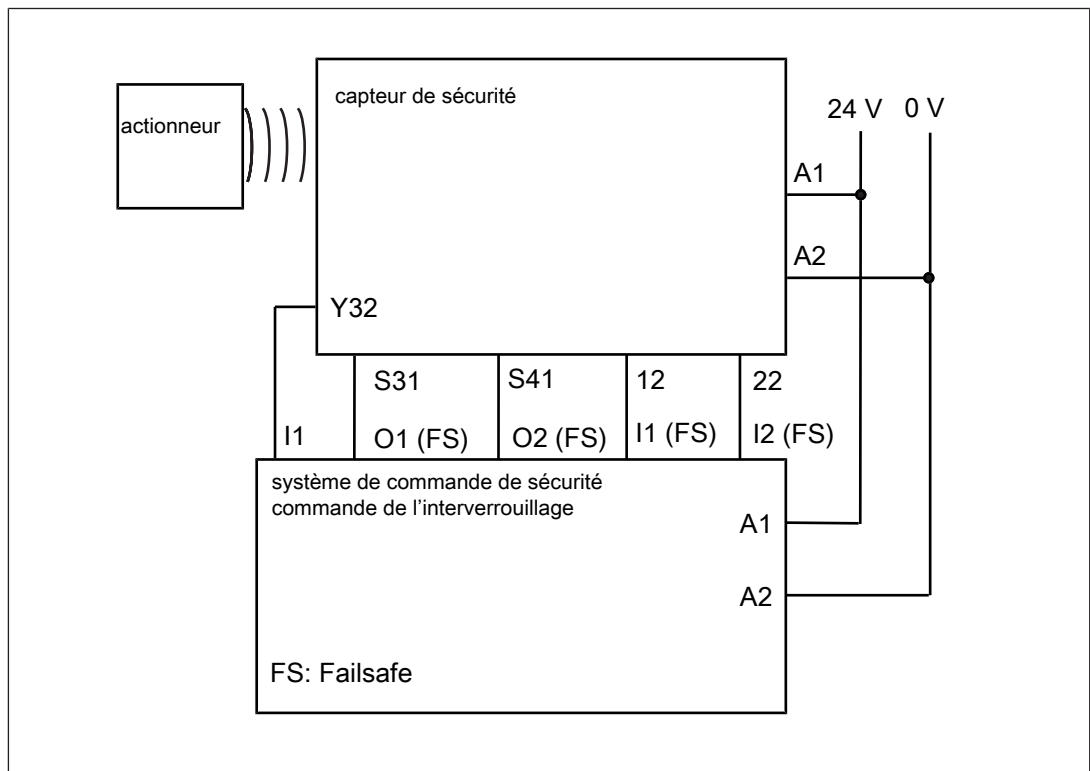 capteur de sécurité
actionneur
24 V 0 V
A1
A2
Y32
S31 S41 12 22
I1 O1 (FS) O2 (FS) I1 (FS) I2 (FS)
système de commande de sécurité
commande de l'interverrouillage
A1
A2
FS: Failsafe